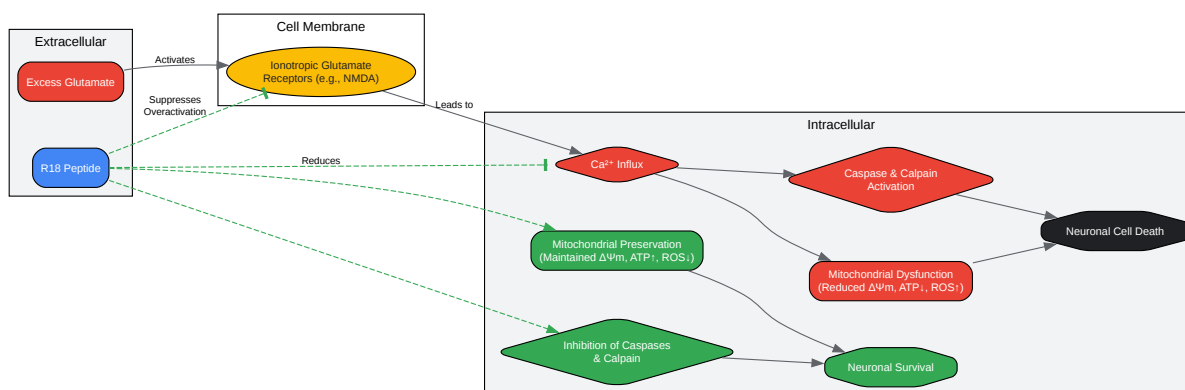 Extracellular
Excess Glutamate
R18 Peptide
Activates
Suppresses
Overactivation
Reduces
Cell Membrane
Ionotropic Glutamate
Receptors (e.g., NMDA)
Leads to
Intracellular
Ca²⁺ Influx
Caspase & Calpain
Activation
Neuronal Cell Death
Mitochondrial Preservation
(Maintained ΔΨm, ATP↑, ROS↓)
Mitochondrial Dysfunction
(Reduced ΔΨm, ATP↓, ROS↑)
Inhibition of Caspases
& Calpain
Neuronal Survival